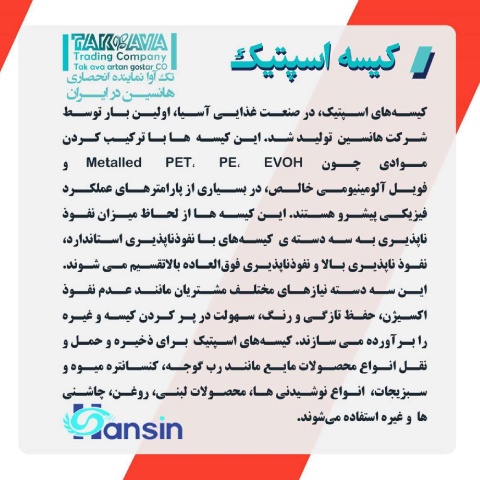 TAK AVA
Trading Company
Tak ava artan gostar CO
تک آوا نماینده انحصاری
هانسین در ایران
کیسه اسپتیک
کیسه‌های اسپتیک، در صنعت غذایی آسیا، اولین بار توسط
شرکت هانسین تولید شد. این کیسه ها با ترکیب کردن
موادی چون Metalled PET، PE، EVOH و
فویل آلومینیومی خالص، در بسیاری از پارامترهای عملکرد
فیزیکی پیشرو هستند. این کیسه ها از لحاظ میزان نفوذ
ناپذیری به سه دسته ی کیسه‌های با نفوذناپذیری استاندارد،
نفوذ ناپذیری بالا و نفوذناپذیری فوق‌العاده بالاتقسیم می شوند.
این سه دسته نیازهای مختلف مشتریان مانند عدم نفوذ
اکسیژن، حفظ تازگی و رنگ، سهولت در پر کردن کیسه و غیره
را برآورده می سازند. کیسه‌های اسپتیک برای ذخیره و حمل و
نقل انواع محصولات مایع مانند رب گوجه، کنسانتره میوه و
سبزیجات، انواع نوشیدنی ها، محصولات لبنی، روغن، چاشنی
ها و غیره استفاده می‌شوند.
Hansin